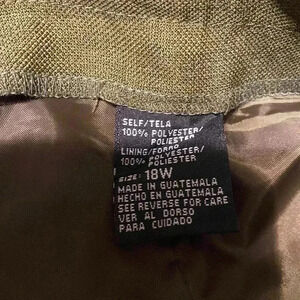 SELF/TELA
100% POLYESTER/
POLIESTER
LINING/FORRO
100% POLYESTER/
POLIESTER
SIZE: 18W
MADE IN GUATEMALA
HECHO EN GUATEMALA
SEE REVERSE FOR CARE
VER AL DORSO
PARA CUIDADO